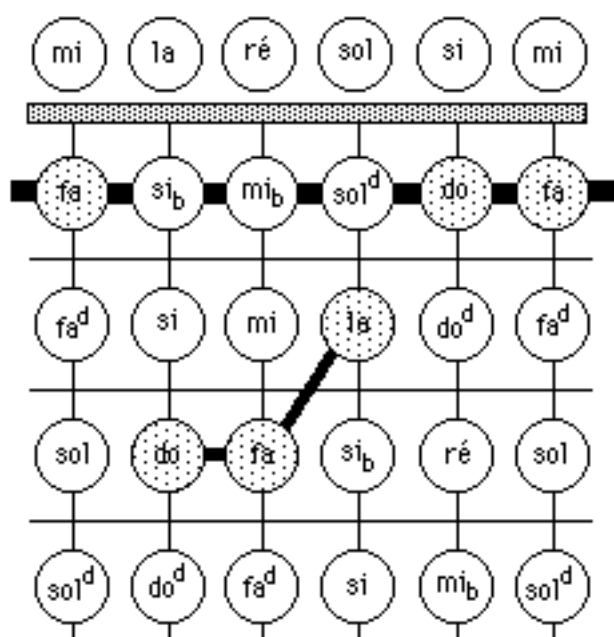 mi la ré sol si mi
fa si♭ mi♭ sol^d do fa
fa^d si mi la do^d fa^d
sol do fa si♭ ré sol
sol^d do^d fa^d si mi♭ sol^d